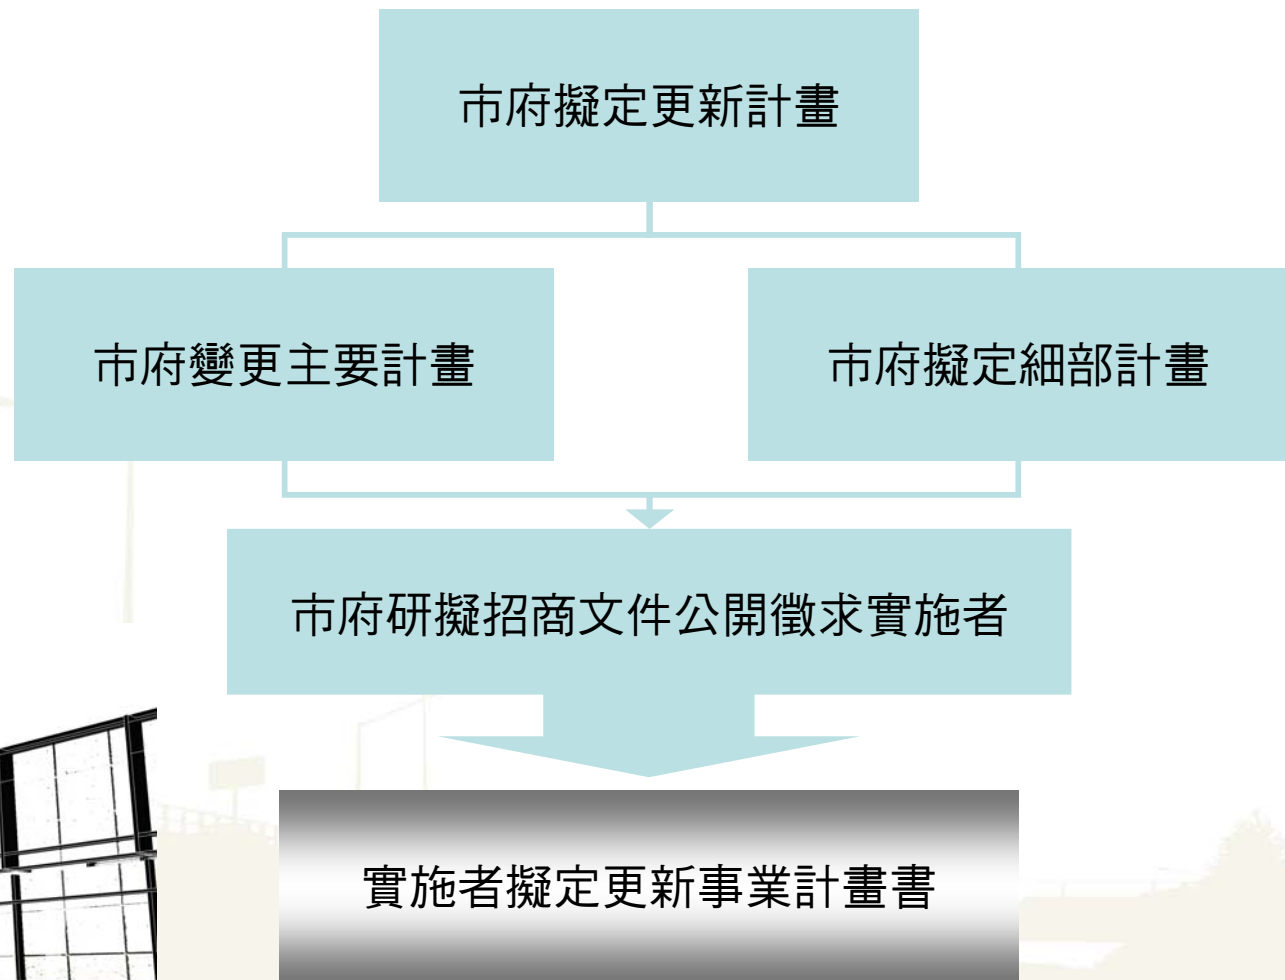 市府擬定更新計畫
市府變更主要計畫
市府擬定細部計畫
市府研擬招商文件公開徵求實施者
實施者擬定更新事業計畫書